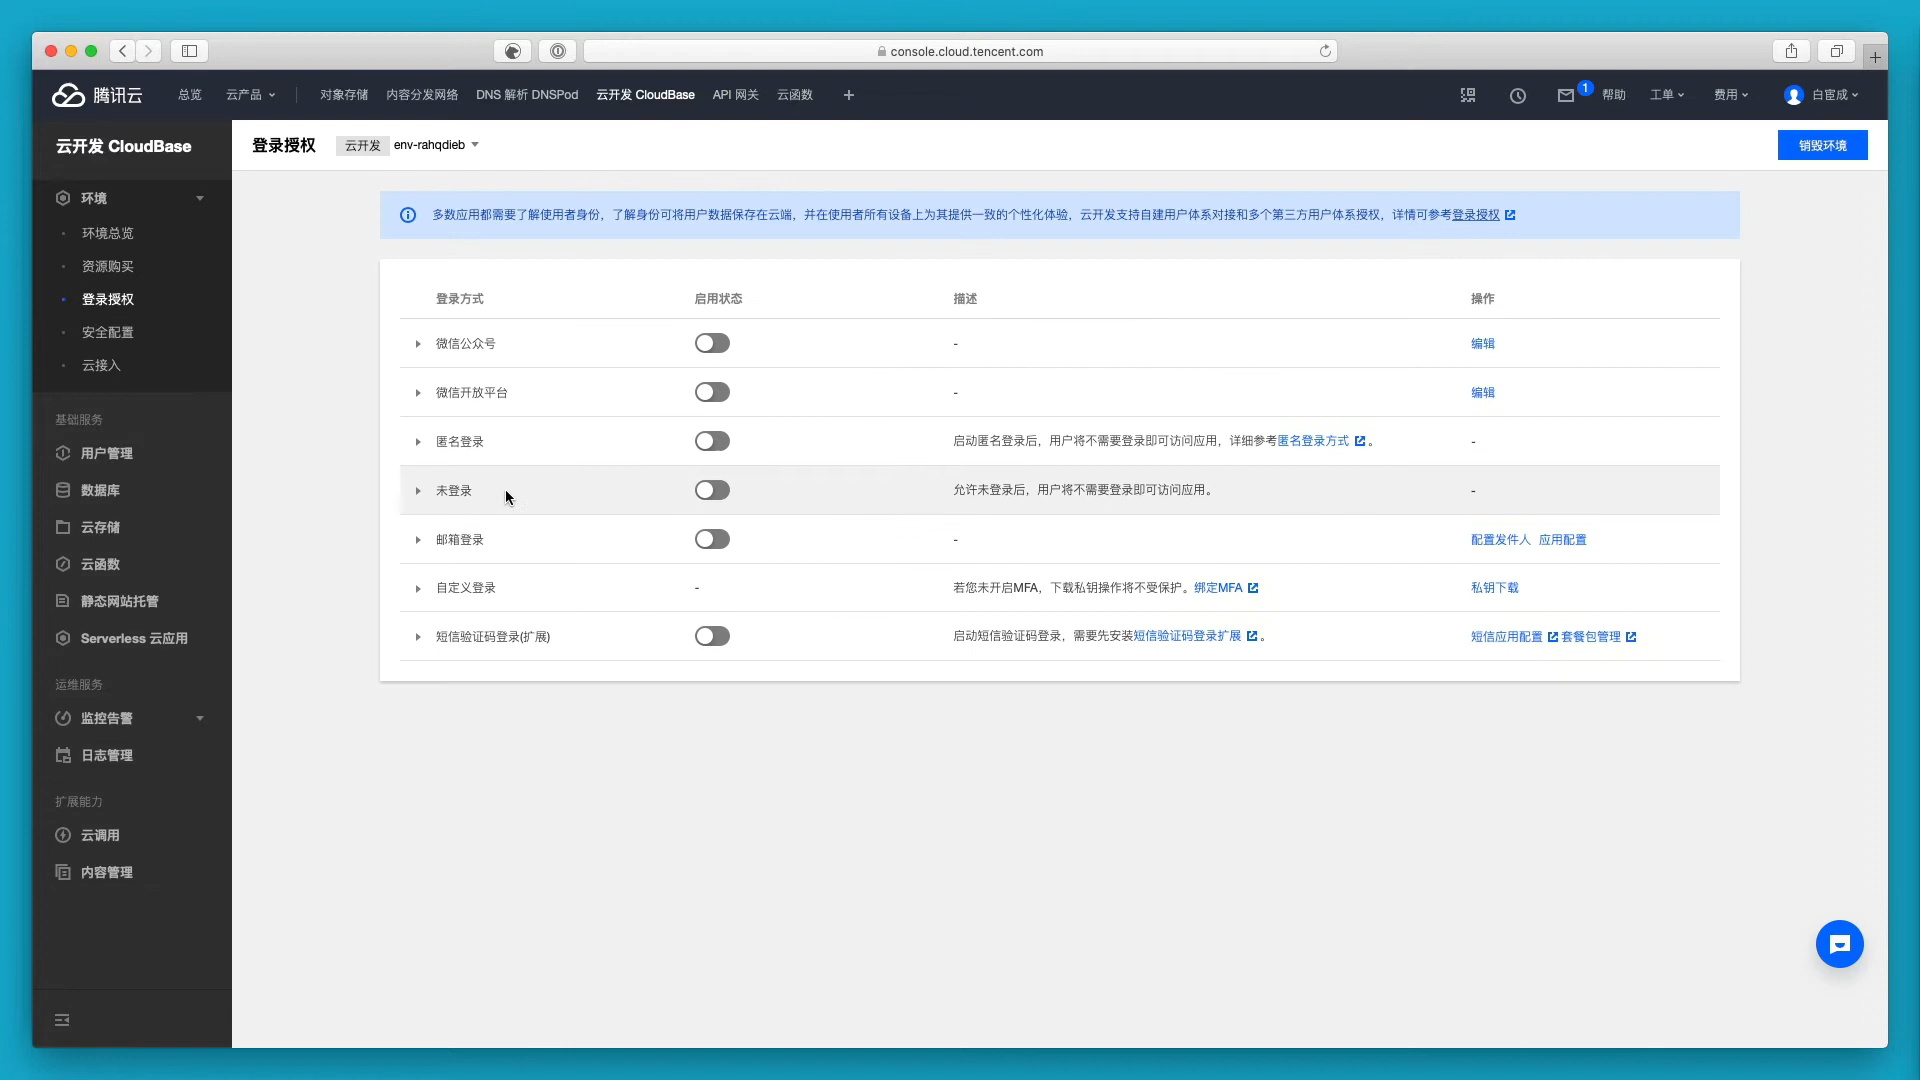 console.cloud.tencent.com
腾讯云 总览 云产品 对象存储 内容分发网络 DNS 解析 DNSPod 云开发 CloudBase API 网关 云函数 1 帮助 工单 费用 白宦成
云开发 CloudBase
登录授权 云开发 env-rahqdieb 销毁环境
环境
环境总览
资源购买
登录授权
安全配置
云接入
基础服务
用户管理
数据库
云存储
云函数
静态网站托管
Serverless 云应用
运维服务
监控告警
日志管理
扩展能力
云调用
内容管理
多数应用都需要了解使用者身份，了解身份可将用户数据保存在云端，并在使用者所有设备上为其提供一致的个性化体验，云开发支持自建用户体系对接和多个第三方用户体系授权，详情可参考登录授权
登录方式 启用状态 描述 操作
微信公众号 - 编辑
微信开放平台 - 编辑
匿名登录 启动匿名登录后，用户将不需要登录即可访问应用，详细参考匿名登录方式 。 -
未登录 允许未登录后，用户将不需要登录即可访问应用。 -
邮箱登录 - 配置发件人 应用配置
自定义登录 - 若您未开启MFA，下载私钥操作将不受保护。绑定MFA 私钥下载
短信验证码登录(扩展) 启动短信验证码登录，需要先安装短信验证码登录扩展 。 短信应用配置 套餐包管理